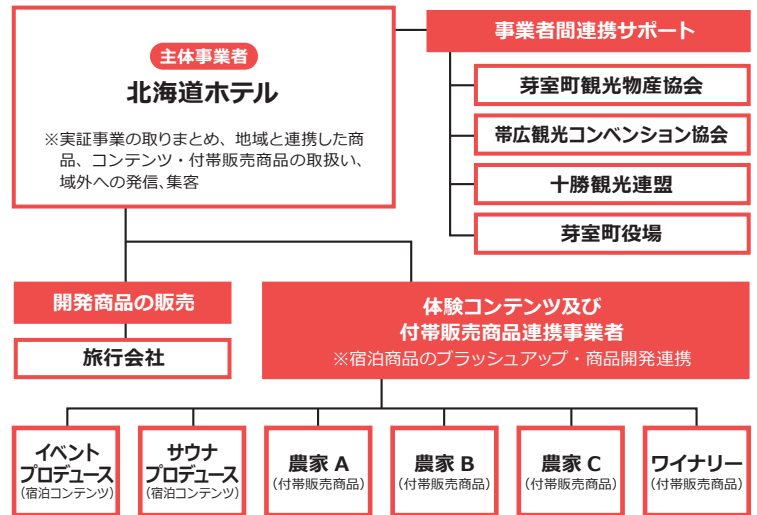 主体事業者
北海道ホテル
※実証事業の取りまとめ、地域と連携した商
品、コンテンツ・付帯販売商品の取扱い、
域外への発信、集客
事業者間連携サポート
芽室町観光物産協会
帯広観光コンベンション協会
十勝観光連盟
芽室町役場
開発商品の販売
旅行会社
体験コンテンツ及び
付帯販売商品連携事業者
※宿泊商品のブラッシュアップ・商品開発連携
イベント
プロデュース
（宿泊コンテンツ）
サウナ
プロデュース
（宿泊コンテンツ）
農家 A
（付帯販売商品）
農家 B
（付帯販売商品）
農家 C
（付帯販売商品）
ワイナリー
（付帯販売商品）